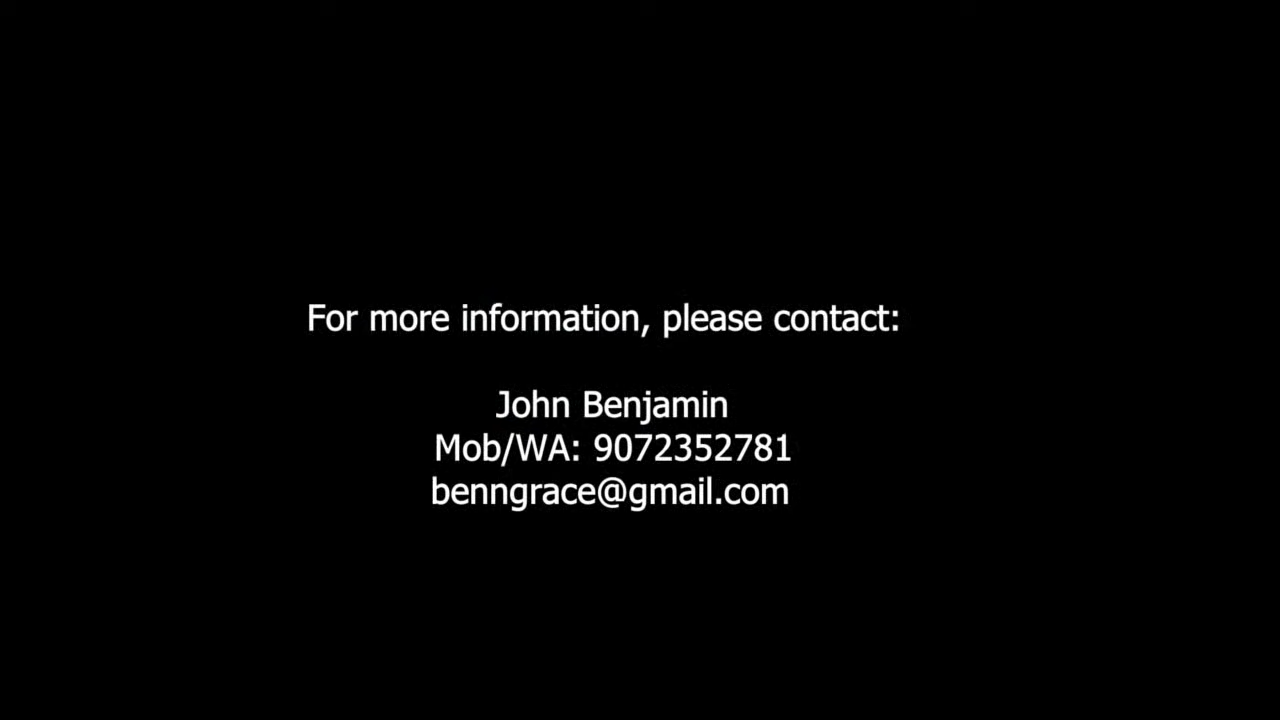 For more information, please contact:
John Benjamin
Mob/WA: 9072352781
benngrace@gmail.com